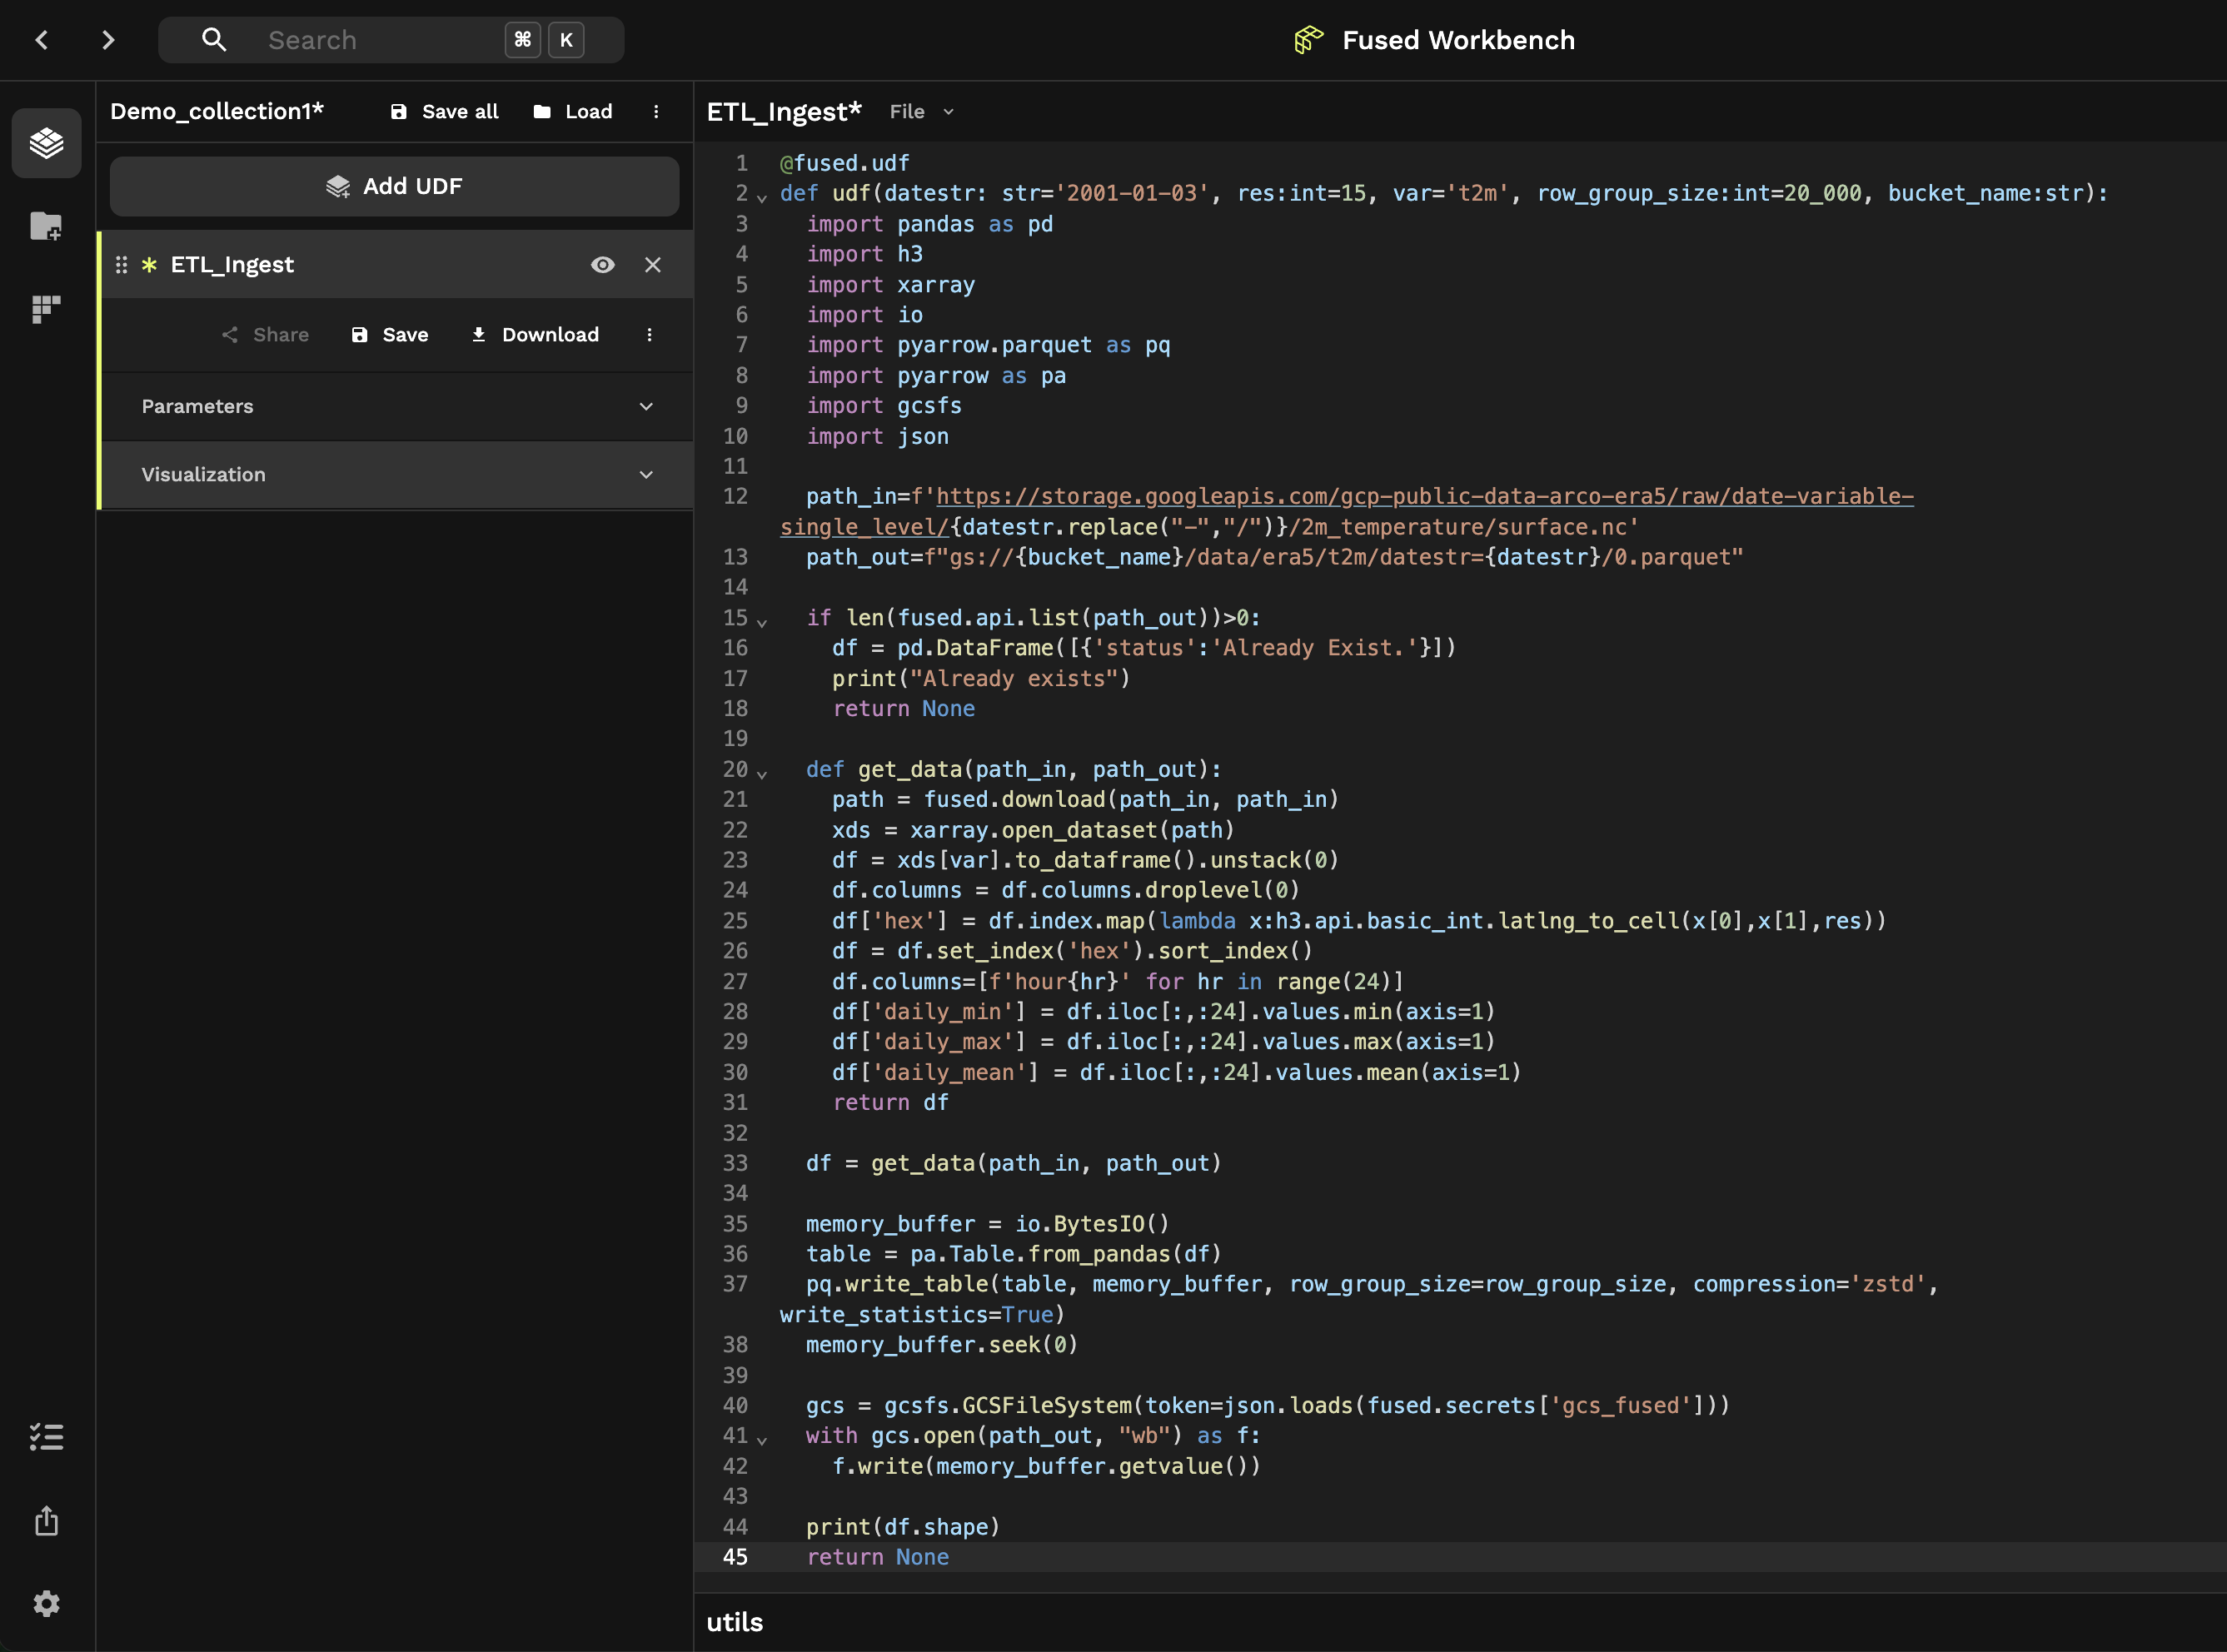 Search ⌘ K
Fused Workbench
Demo_collection1* Save all Load
Add UDF
* ETL_Ingest
Share Save Download
Parameters
Visualization
ETL_Ingest* File
1 @fused.udf
2 def udf(datestr: str='2001-01-03', res:int=15, var='t2m', row_group_size:int=20_000, bucket_name:str):
3   import pandas as pd
4   import h3
5   import xarray
6   import io
7   import pyarrow.parquet as pq
8   import pyarrow as pa
9   import gcsfs
10   import json
11
12   path_in=f'https://storage.googleapis.com/gcp-public-data-arco-era5/raw/date-variable-
single_level/{datestr.replace("-","/")}/2m_temperature/surface.nc'
13   path_out=f"gs://{bucket_name}/data/era5/t2m/datestr={datestr}/0.parquet"
14
15   if len(fused.api.list(path_out))>0:
16     df = pd.DataFrame([{'status':'Already Exist.'}])
17     print("Already exists")
18     return None
19
20   def get_data(path_in, path_out):
21     path = fused.download(path_in, path_in)
22     xds = xarray.open_dataset(path)
23     df = xds[var].to_dataframe().unstack(0)
24     df.columns = df.columns.droplevel(0)
25     df['hex'] = df.index.map(lambda x:h3.api.basic_int.latlng_to_cell(x[0],x[1],res))
26     df = df.set_index('hex').sort_index()
27     df.columns=[f'hour{hr}' for hr in range(24)]
28     df['daily_min'] = df.iloc[:,:24].values.min(axis=1)
29     df['daily_max'] = df.iloc[:,:24].values.max(axis=1)
30     df['daily_mean'] = df.iloc[:,:24].values.mean(axis=1)
31     return df
32
33   df = get_data(path_in, path_out)
34
35   memory_buffer = io.BytesIO()
36   table = pa.Table.from_pandas(df)
37   pq.write_table(table, memory_buffer, row_group_size=row_group_size, compression='zstd',
write_statistics=True)
38   memory_buffer.seek(0)
39
40   gcs = gcsfs.GCSFileSystem(token=json.loads(fused.secrets['gcs_fused']))
41   with gcs.open(path_out, "wb") as f:
42     f.write(memory_buffer.getvalue())
43
44   print(df.shape)
45   return None
utils